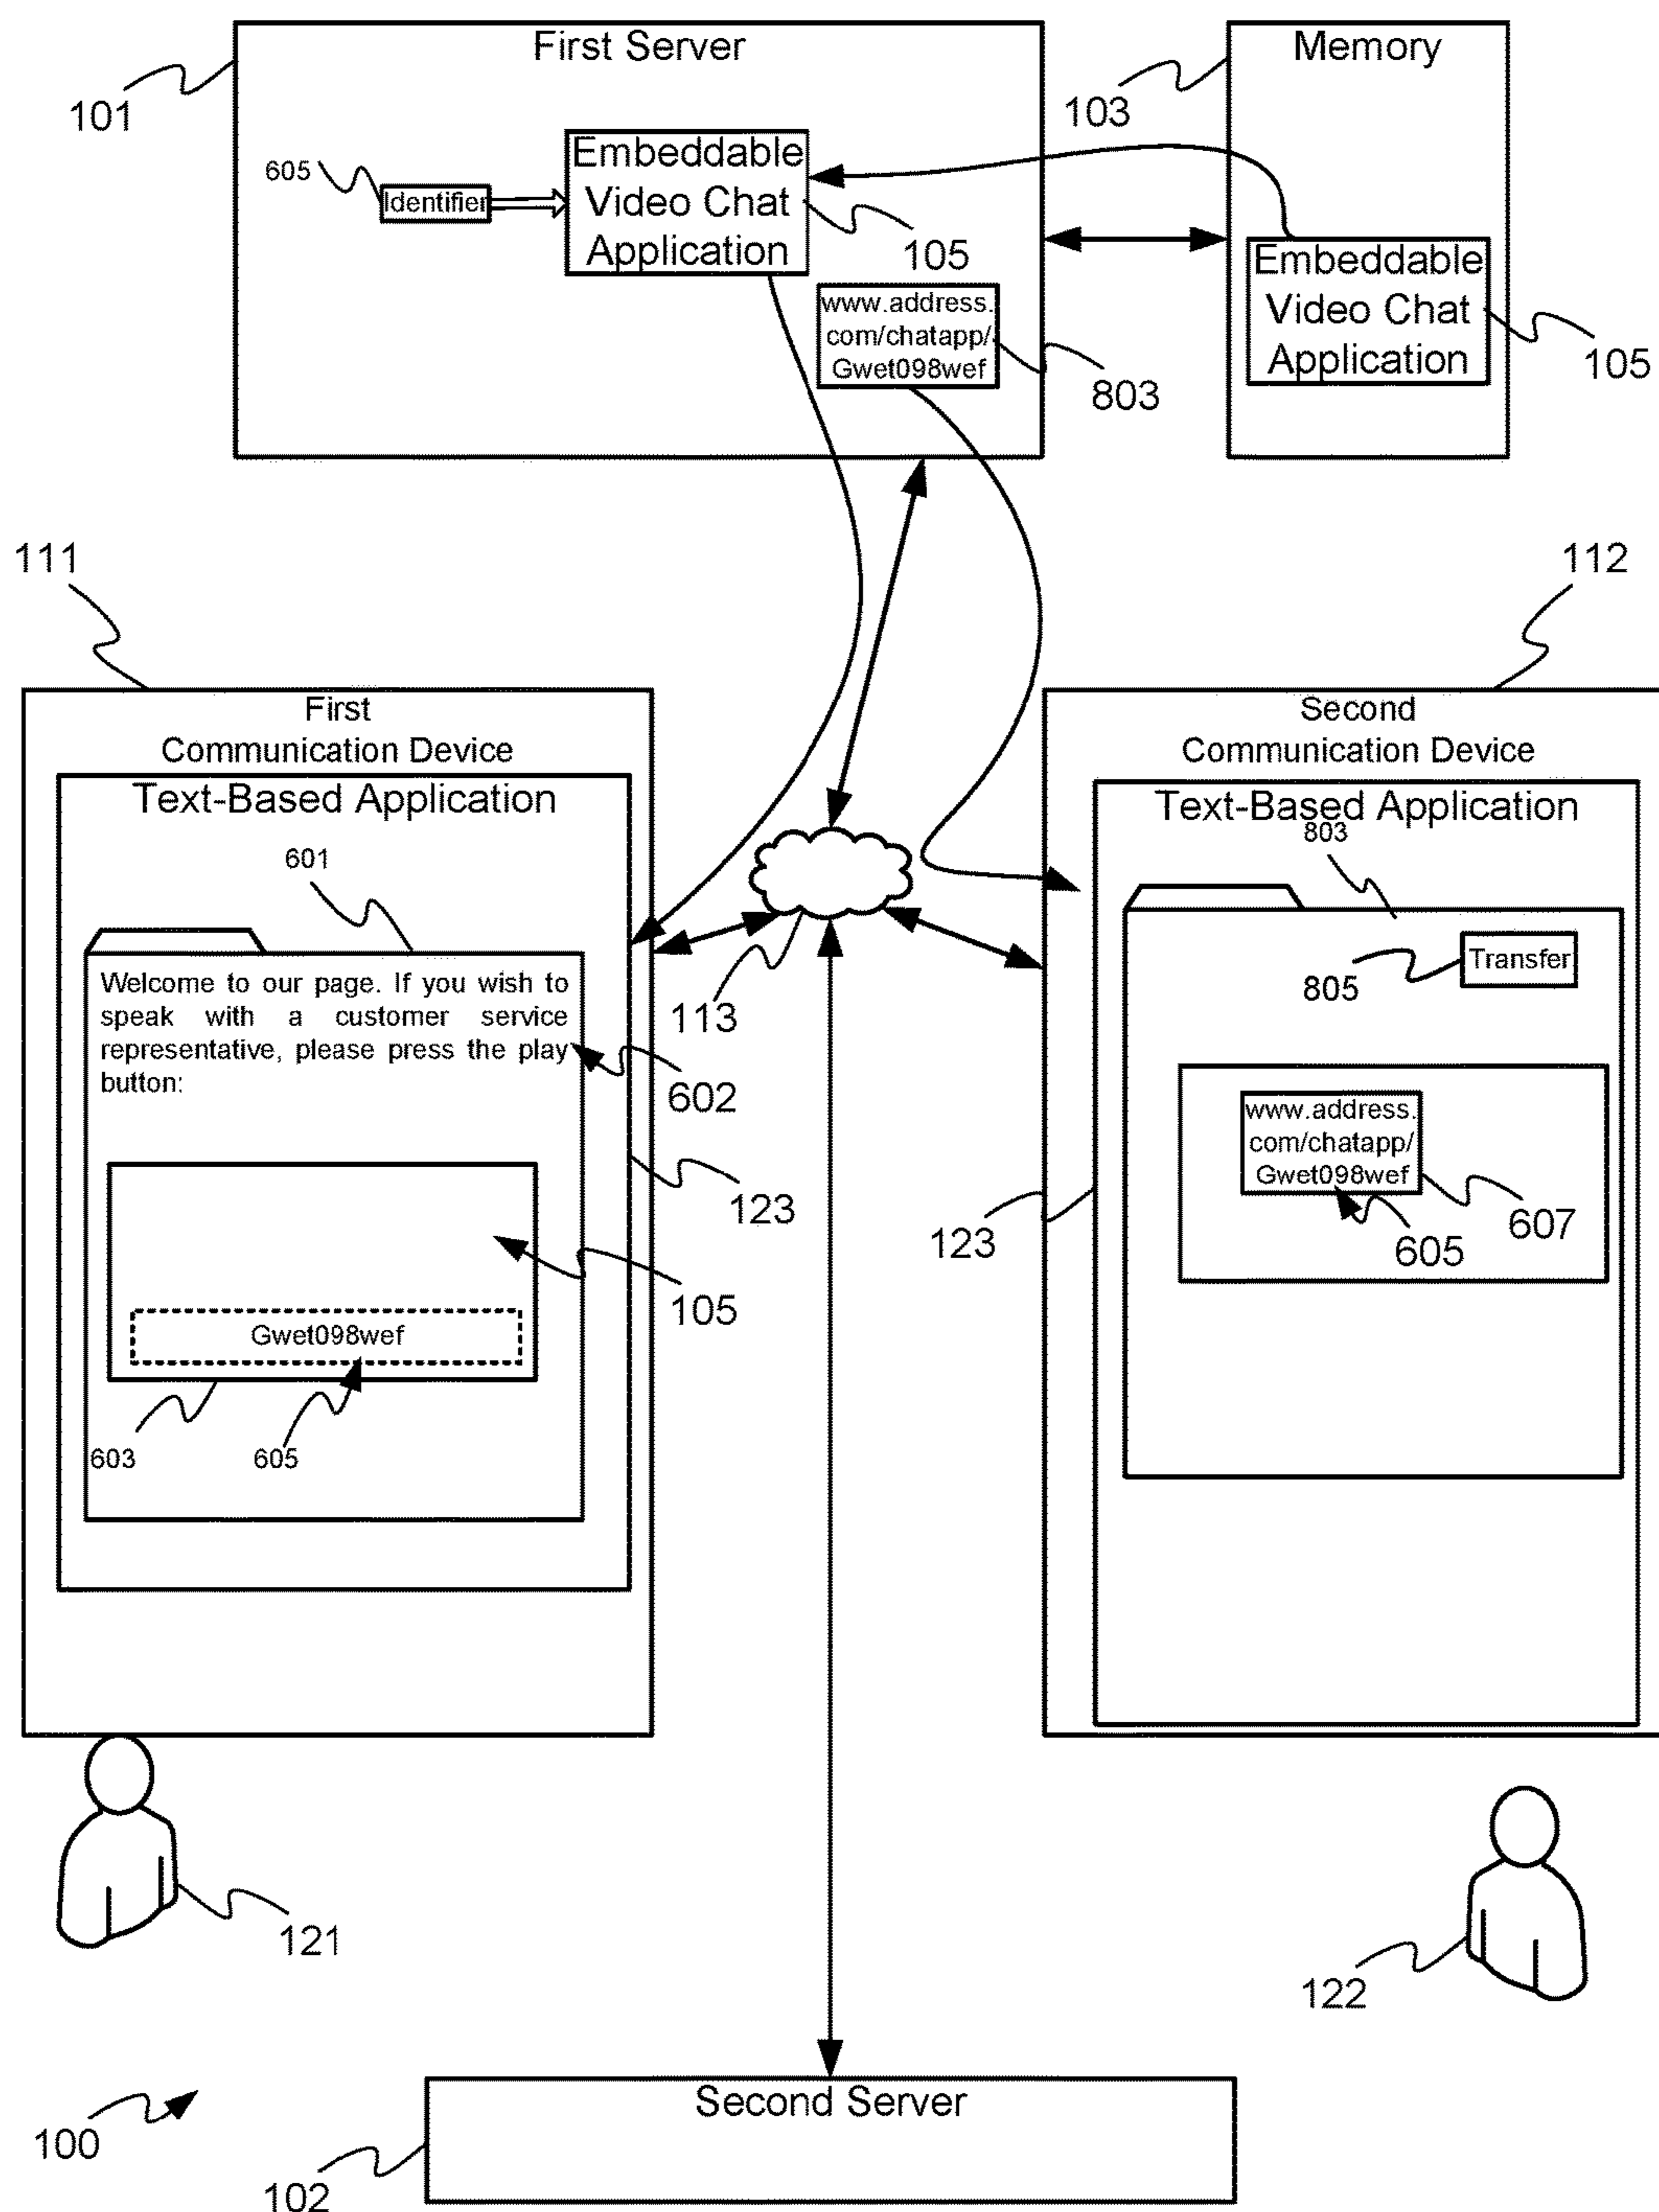 First Server
Memory
101
103
605
Identifier
Embeddable
Video Chat
Application
105
www.address.
com/chatapp/
Gwet098wef
803
Embeddable
Video Chat
Application
105
111
112
First
Communication Device
Text-Based Application
601
Welcome to our page. If you wish to
speak with a customer service
representative, please press the play
button:
602
123
105
Gwet098wef
603
605
113
Second
Communication Device
Text-Based Application
803
Transfer
805
www.address.
com/chatapp/
Gwet098wef
607
605
123
121
122
100
Second Server
102